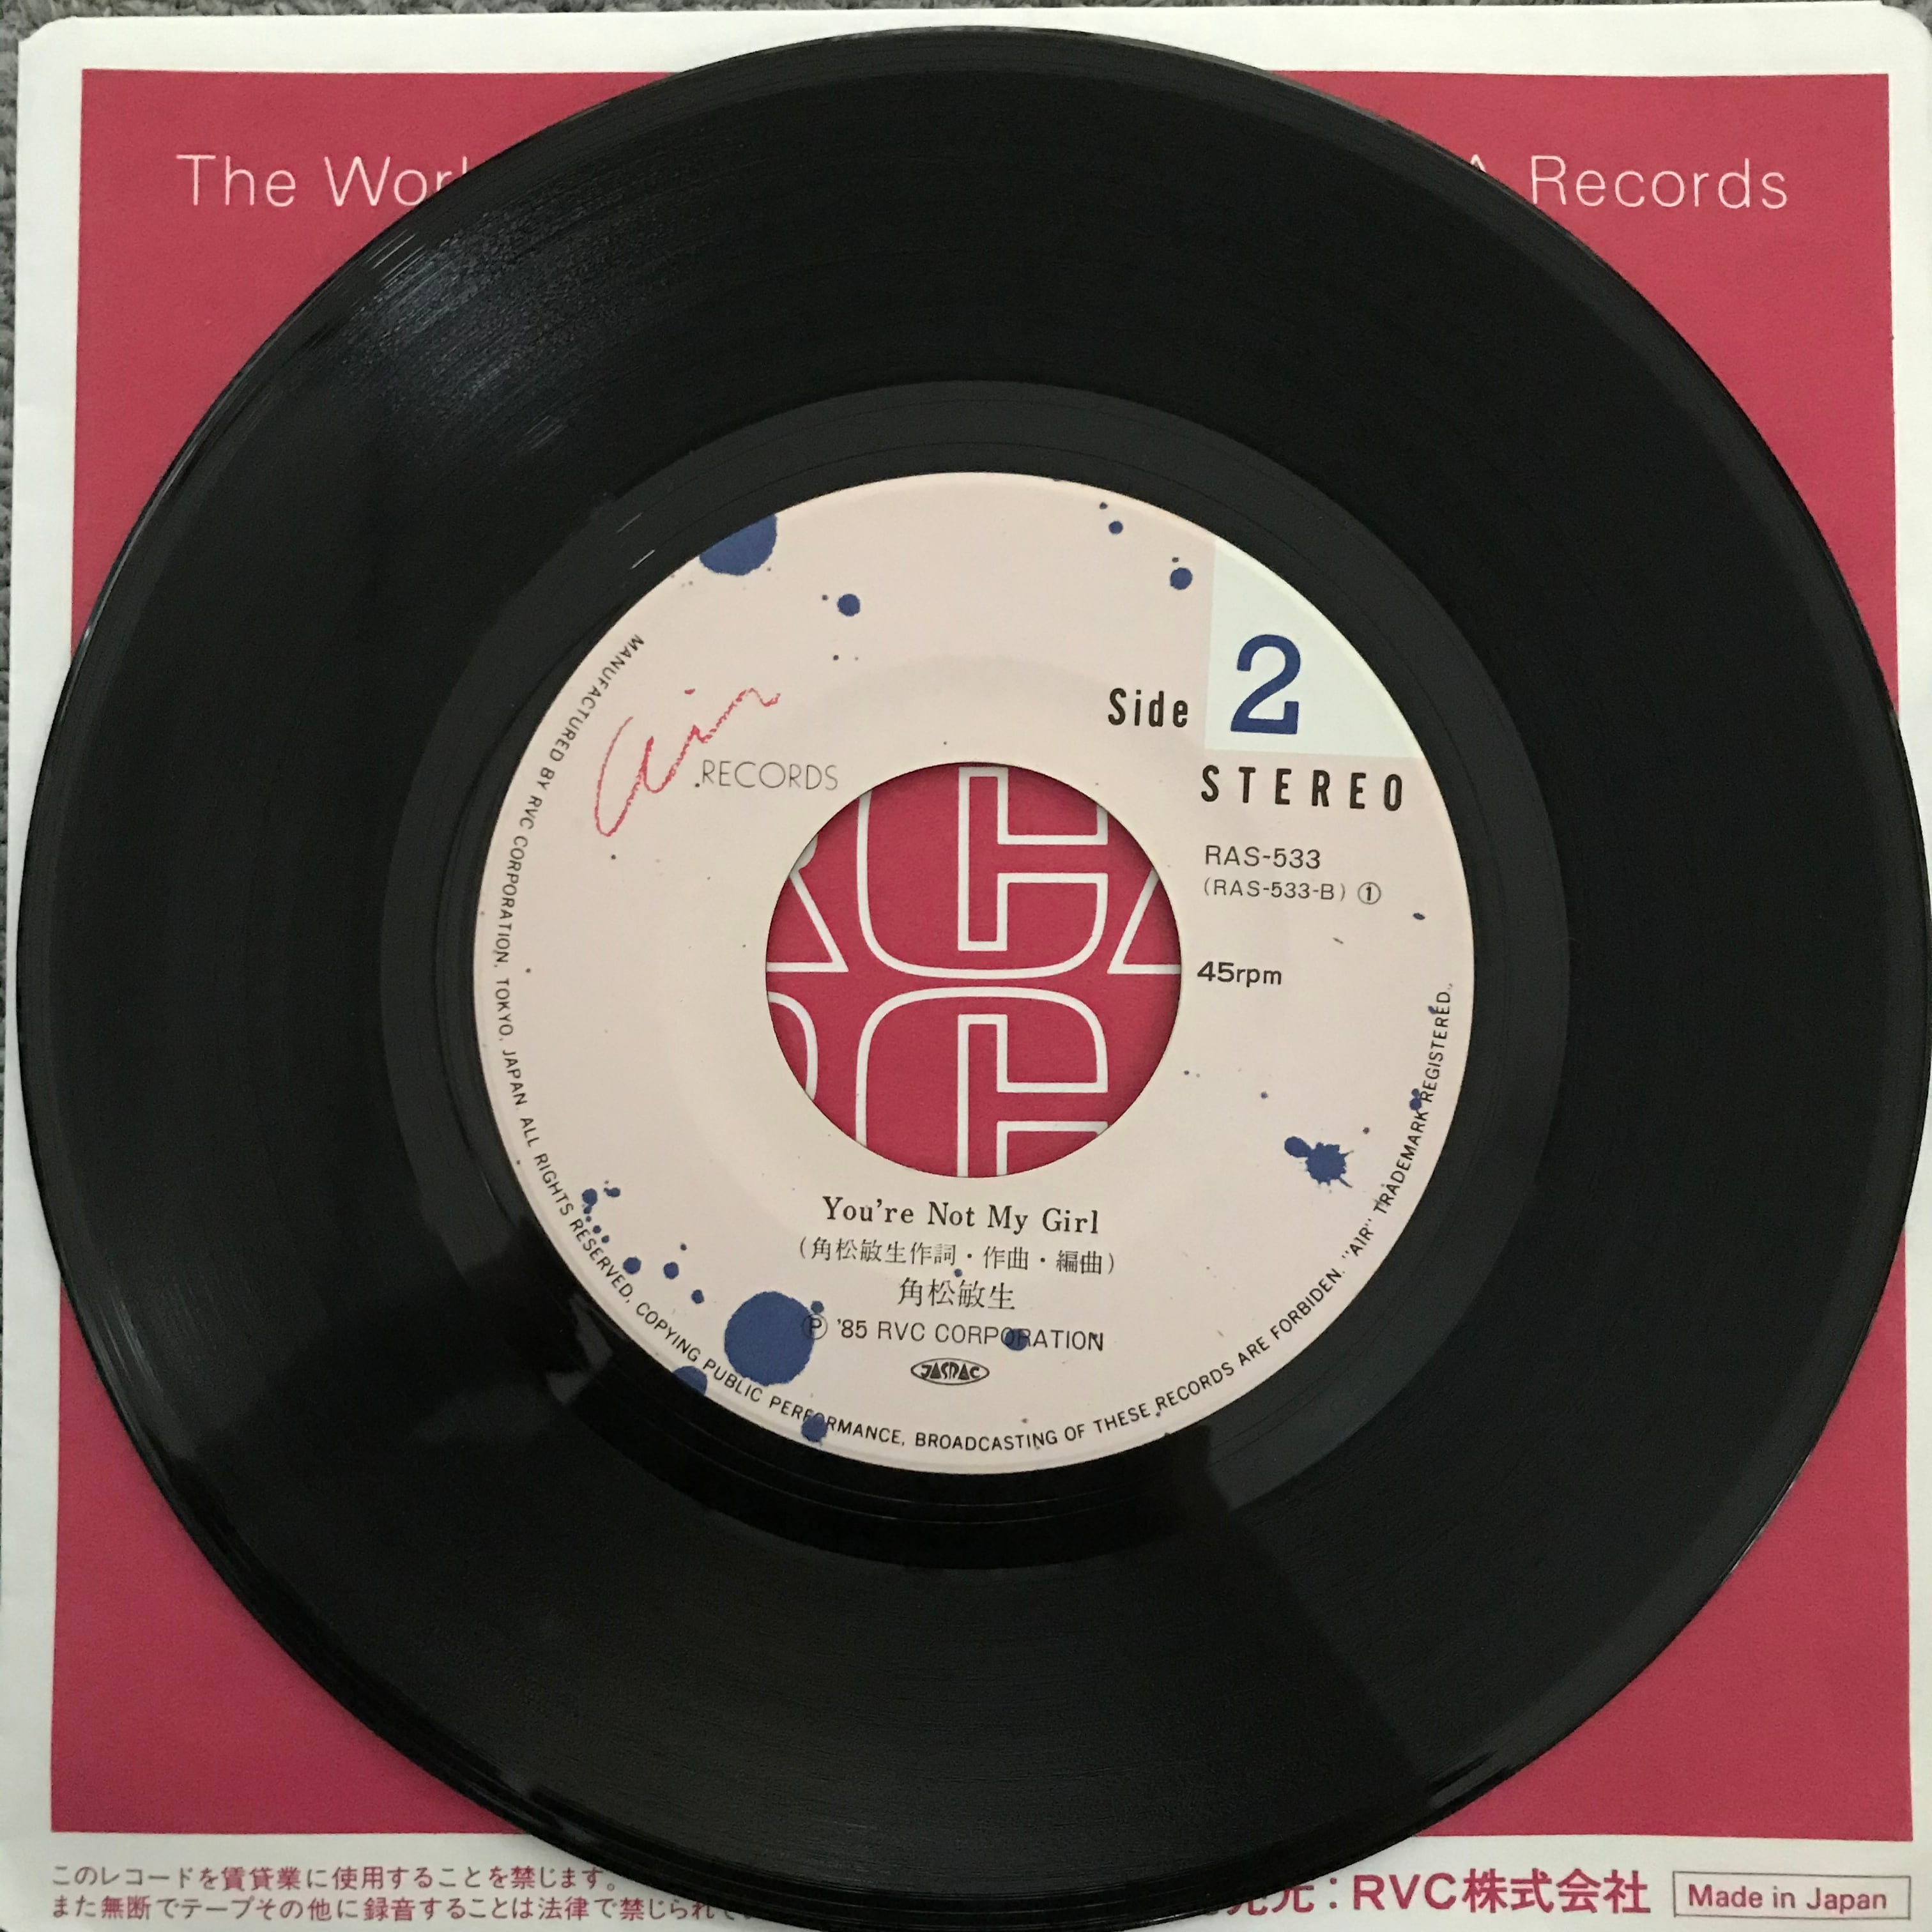 The
Records
Side 2
STEREO
air
RECORDS
RAS-533
(RAS-533-B) ①
45rpm
You're Not My Girl
(角松敏生作詞・作曲・編曲)
角松敏生
Ⓟ '85 RVC CORPORATION
JASRAC
MANUFACTURED BY RVC CORPORATION, TOKYO, JAPAN. ALL RIGHTS RESERVED, COPYING PUBLIC PERFORMANCE, BROADCASTING OF THESE RECORDS ARE FORBIDEN. "AIR" TRADEMARK REGISTERED.
このレコードを賃貸業に使用することを禁じます。
また無断でテープその他に録音することは法律で禁じられて
元：RVC株式会社
Made in Japan